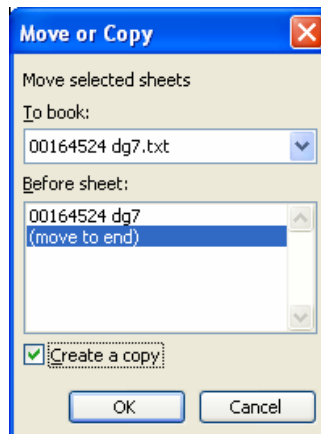 Move or Copy
Move selected sheets
To book:
00164524 dg7.txt
Before sheet:
00164524 dg7
(move to end)
Create a copy
OK Cancel